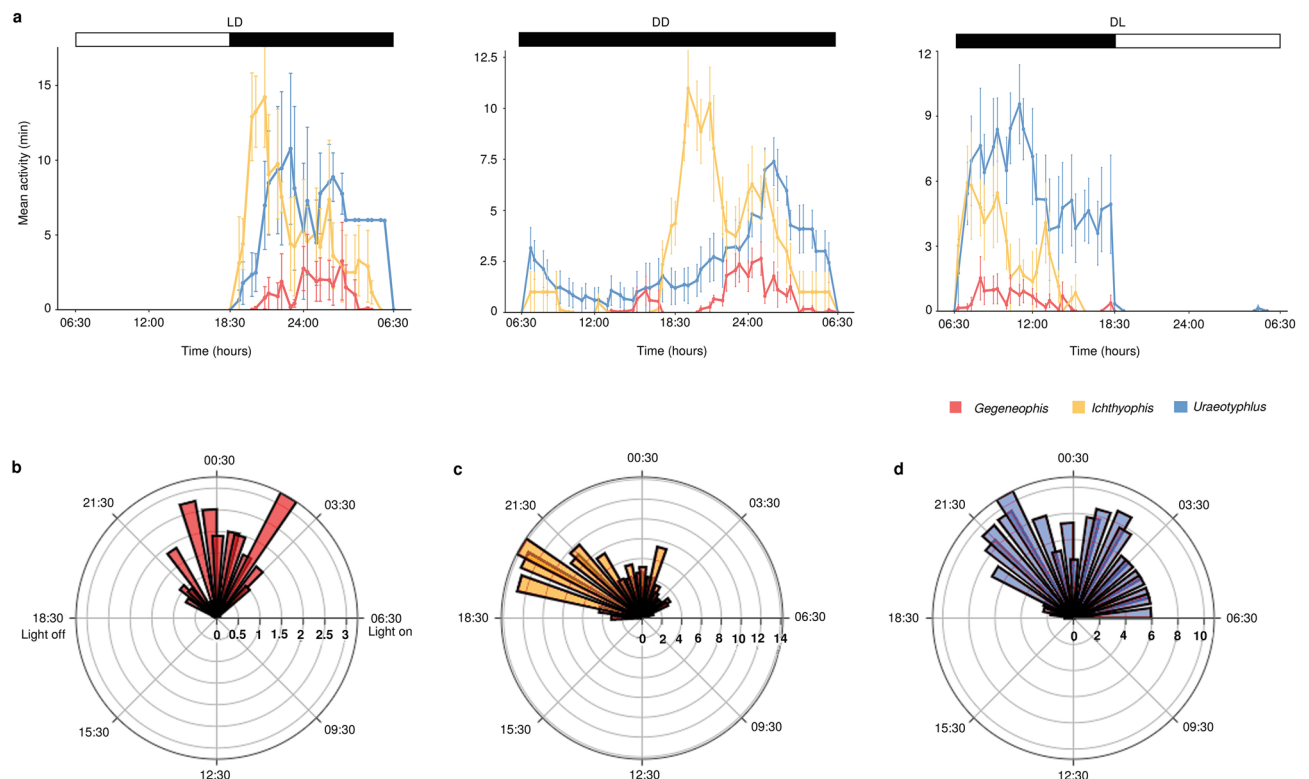 a
LD
DD
DL
Mean activity (min)
15
10
5
0
12.5
10
7.5
5
2.5
0
12
9
6
3
0
06:30 12:00 18:30 24:00 06:30
06:30 12:00 18:30 24:00 06:30
06:30 12:00 18:30 24:00 06:30
Time (hours)
Time (hours)
Time (hours)
Gegeneophis Ichthyophis Uraeotyphlus
b
00:30
21:30
03:30
18:30
Light off
06:30
Light on
0 0.5 1 1.5 2 2.5 3
15:30
09:30
12:30
c
00:30
21:30
03:30
18:30
06:30
0 2 4 6 8 10 12 14
15:30
09:30
12:30
d
00:30
21:30
03:30
18:30
06:30
0 2 4 6 8 10
15:30
09:30
12:30